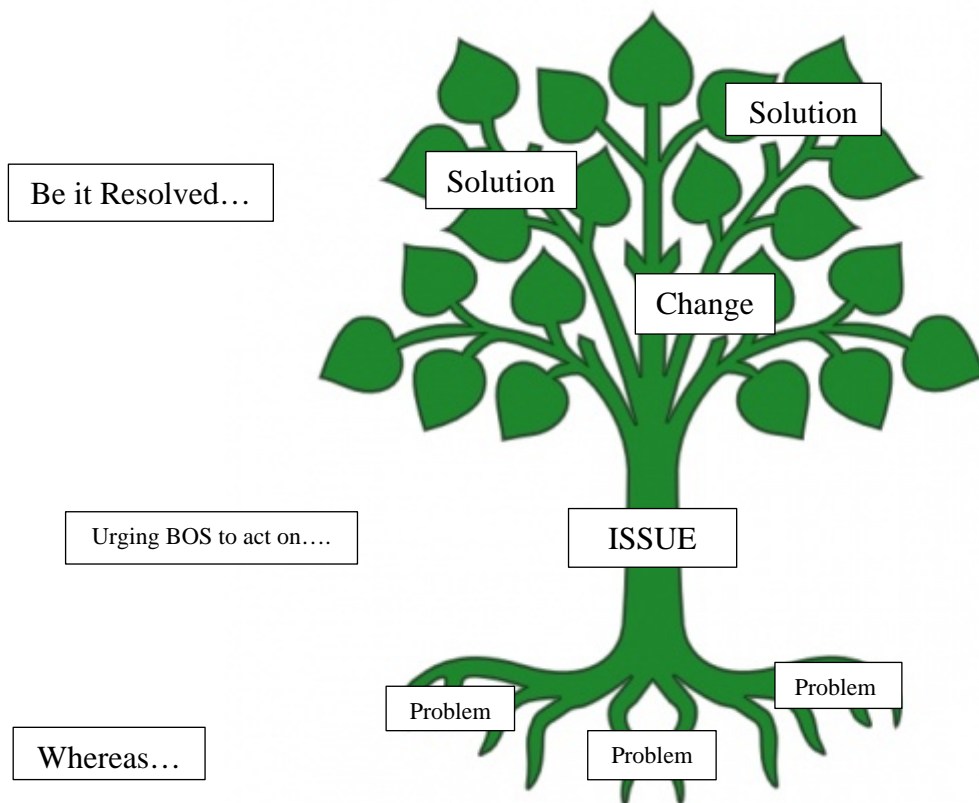 Solution
Solution
Be it Resolved…
Change
Urging BOS to act on….
ISSUE
Problem
Problem
Problem
Whereas…